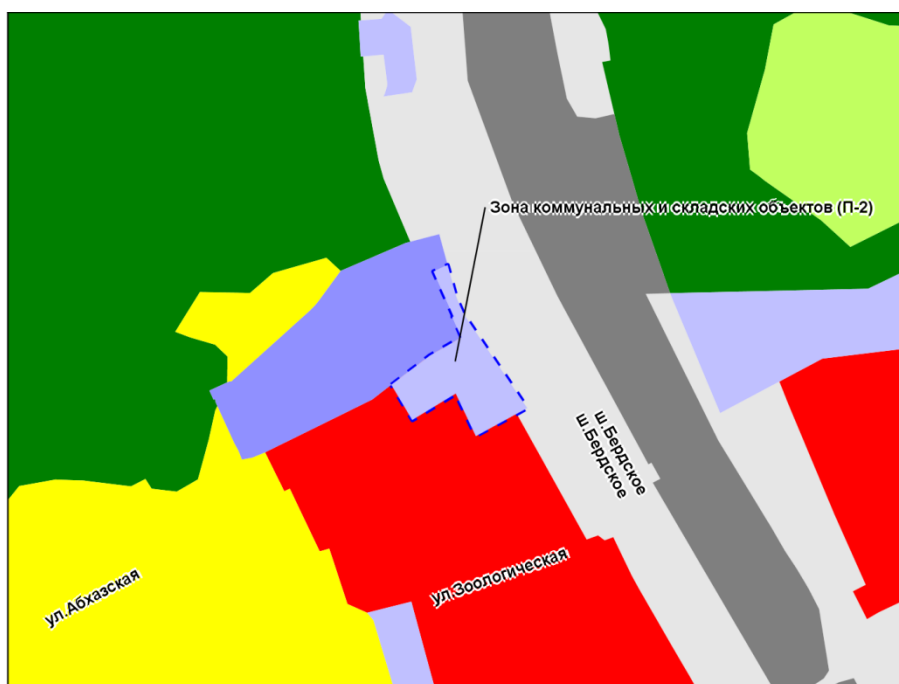 Зона коммунальных и складских объектов (П-2)
ш.Бердское
ш.Бердское
ул.Зоологическая
ул.Абхазская